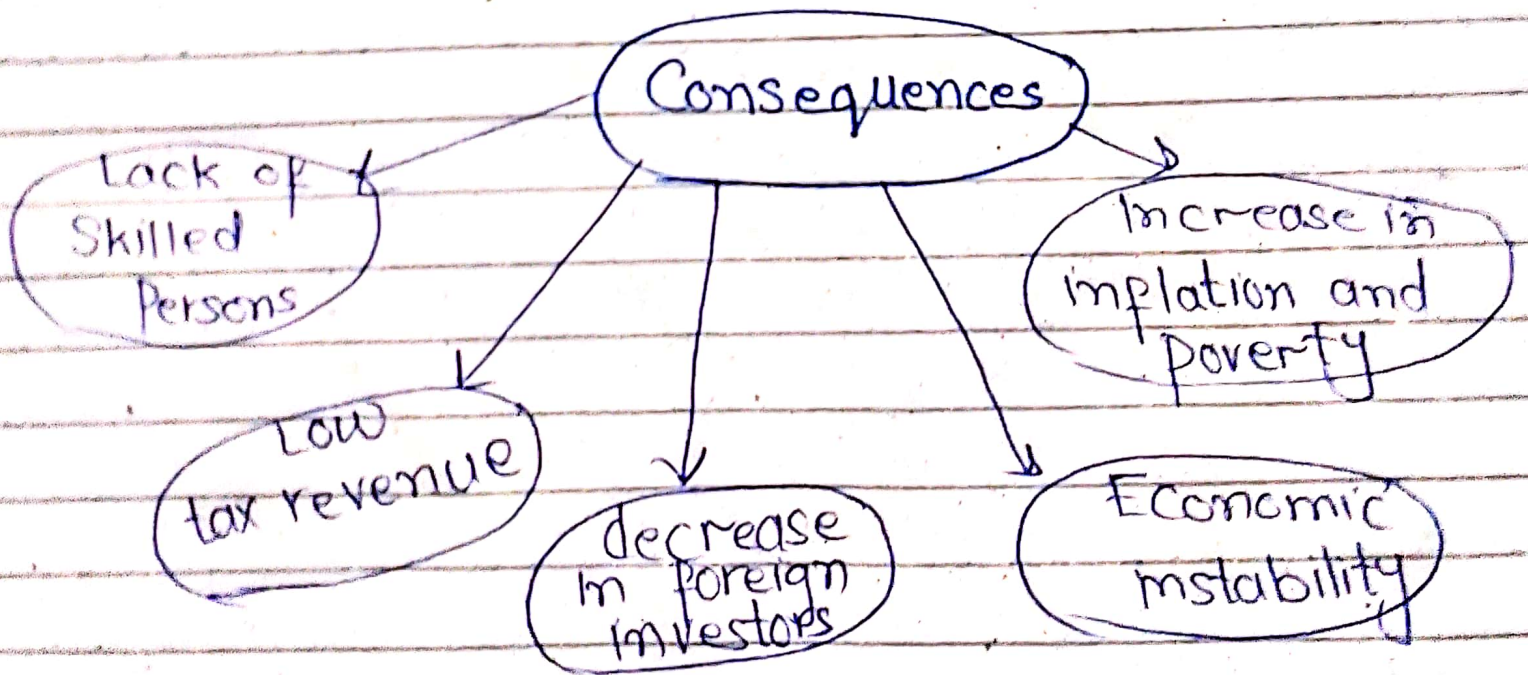 Consequences
Lack of
Skilled
Persons
Low
tax revenue
decrease
in foreign
investors
Economic
instability
Increase in
inflation and
poverty